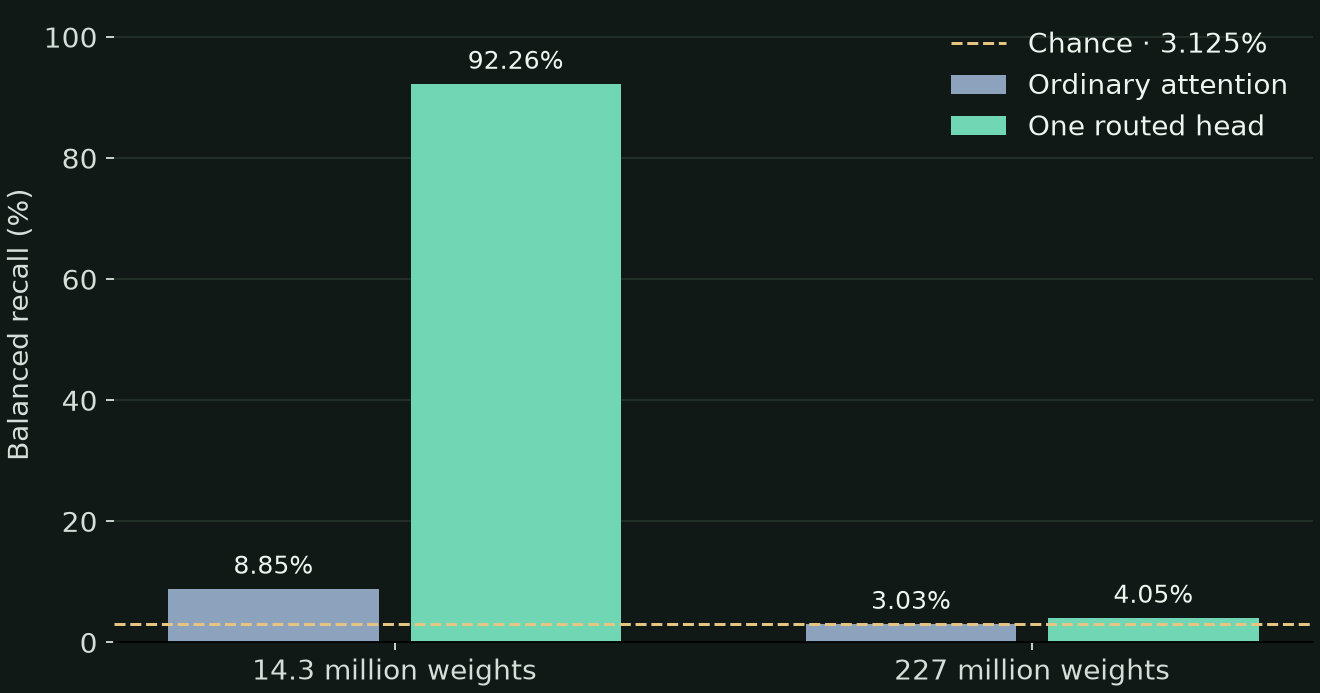 Balanced recall (%)
100
80
60
40
20
0
Chance · 3.125%
Ordinary attention
One routed head
8.85%
92.26%
3.03%
4.05%
14.3 million weights
227 million weights